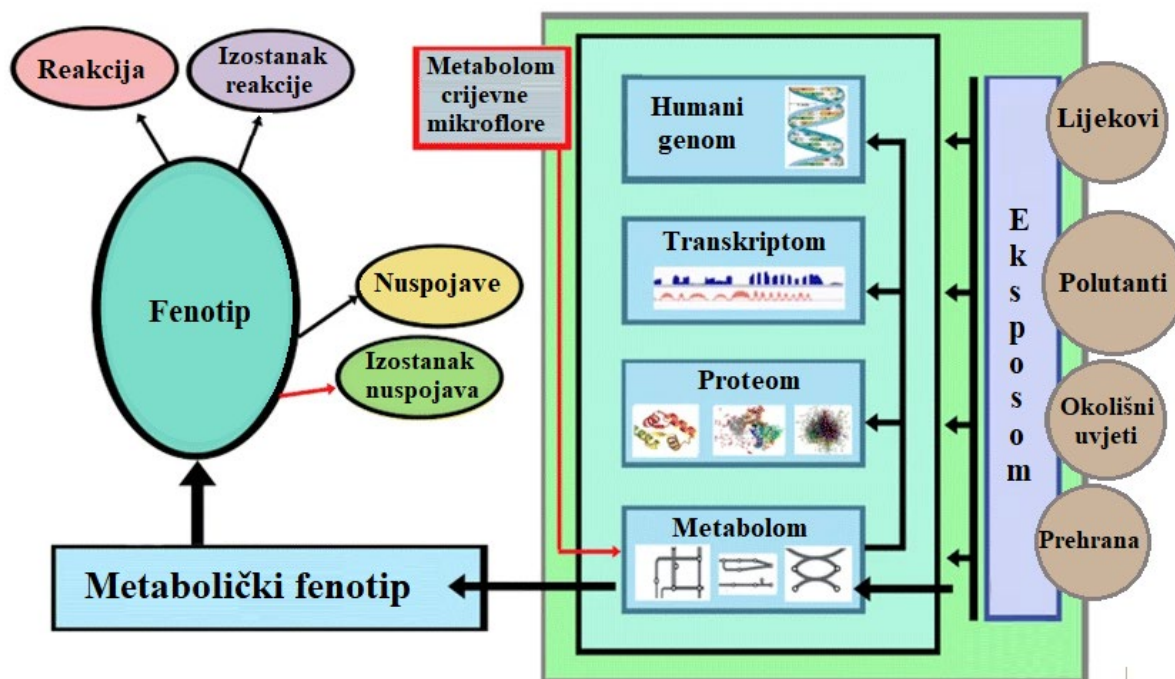 Reakcija
Izostanak
reakcije
Fenotip
Nuspojave
Izostanak
nuspojava
Metabolički fenotip
Metabolom
crijevne
mikroflore
Humani
genom
Transkriptom
Proteom
Metabolom
Eksposom
Lijekovi
Polutanti
Okolišni
uvjeti
Prehrana